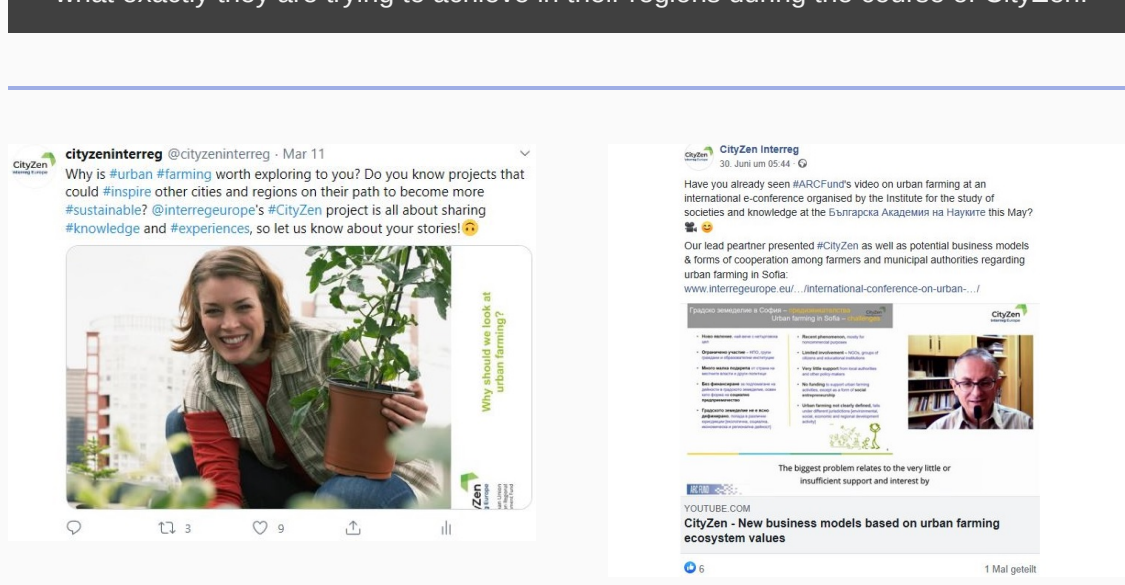 what exactly they are trying to achieve in their regions during the course of CityZen.
CityZen
Interreg Europe
cityzeninterreg @cityzeninterreg · Mar 11
Why is #urban #farming worth exploring to you? Do you know projects that
could #inspire other cities and regions on their path to become more
#sustainable? @interregeurope's #CityZen project is all about sharing
#knowledge and #experiences, so let us know about your stories!🙃
Why should we look at
urban farming?
3
9
CityZen
CityZen Interreg
30. Juni um 05:44 ·
Have you already seen #ARCFund's video on urban farming at an
international e-conference organised by the Institute for the study of
societies and knowledge at the Българска Академия на Науките this May?
🎥 😊
Our lead peartner presented #CityZen as well as potential business models
& forms of cooperation among farmers and municipal authorities regarding
urban farming in Sofia:
www.interregeurope.eu/…/international-conference-on-urban-…/
Градско земеделие в София –
Urban farming in Sofia – challenges
• Recent phenomenon, mostly for
noncommercial purposes
• Limited involvement – NGOs, groups of
citizens and educational institutions
• Very little support from local authorities
and other policy makers
• No funding to support urban farming
activities, except as a form of social
entrepreneurship
• Urban farming not clearly defined, falls
under different jurisdictions [environmental,
social, economic and regional development
activity]
CityZen
Interreg Europe
The biggest problem relates to the very little or
insufficient support and interest by
ARC FUND
YOUTUBE.COM
CityZen - New business models based on urban farming
ecosystem values
6
1 Mal geteilt